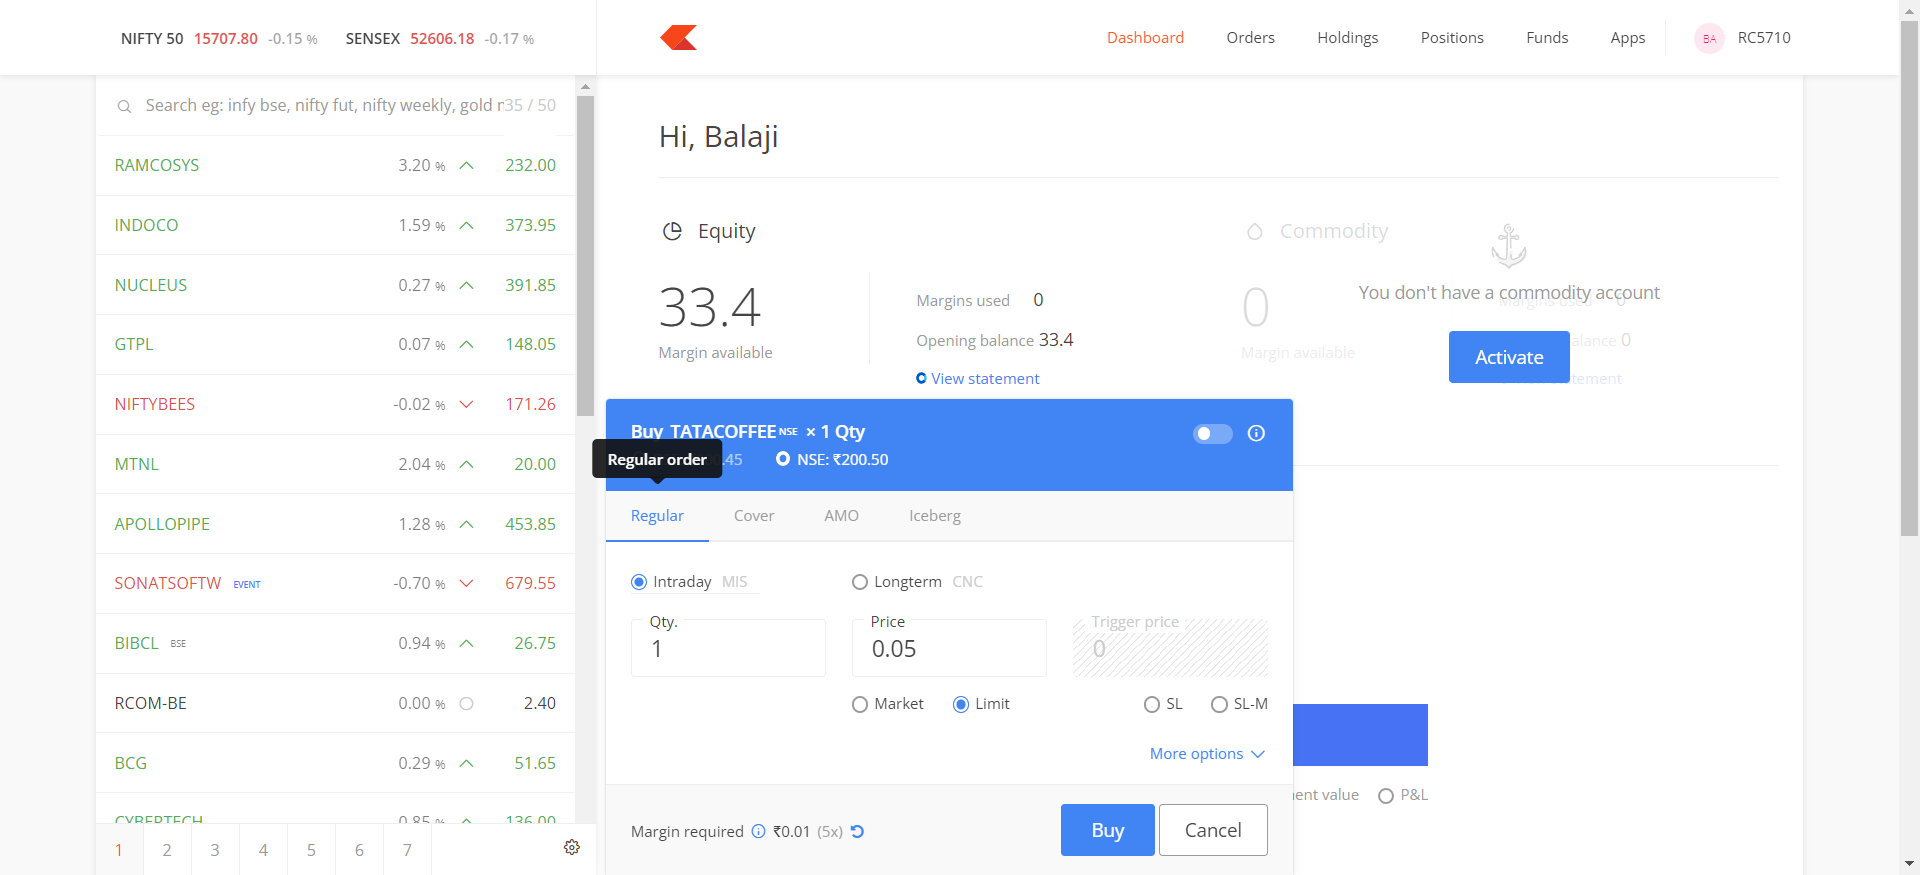 NIFTY 50 15707.80 -0.15 % SENSEX 52606.18 -0.17 %
Dashboard Orders Holdings Positions Funds Apps BA RC5710
Search eg: infy bse, nifty fut, nifty weekly, gold 35 / 50
RAMCOSYS 3.20 % 232.00
INDOCO 1.59 % 373.95
NUCLEUS 0.27 % 391.85
GTPL 0.07 % 148.05
NIFTYBEES -0.02 % 171.26
MTNL 2.04 % 20.00
APOLLOPIPE 1.28 % 453.85
SONATSOFTW EVENT -0.70 % 679.55
BIBCL BSE 0.94 % 26.75
RCOM-BE 0.00 % 2.40
BCG 0.29 % 51.65
CYBERTECH 0.85 % 136.00
1 2 3 4 5 6 7
Hi, Balaji
Equity
33.4
Margin available
Margins used 0
Opening balance 33.4
View statement
Commodity
0
Margin available
You don't have a commodity account
Margins used 0
alance 0
tement
Activate
Buy TATACOFFEE NSE × 1 Qty
Regular order
.45 NSE: ₹200.50
Regular Cover AMO Iceberg
Intraday MIS Longterm CNC
Qty. Price Trigger price
1 0.05 0
Market Limit SL SL-M
More options
Margin required ₹0.01 (5x)
Buy Cancel
ent value P&L